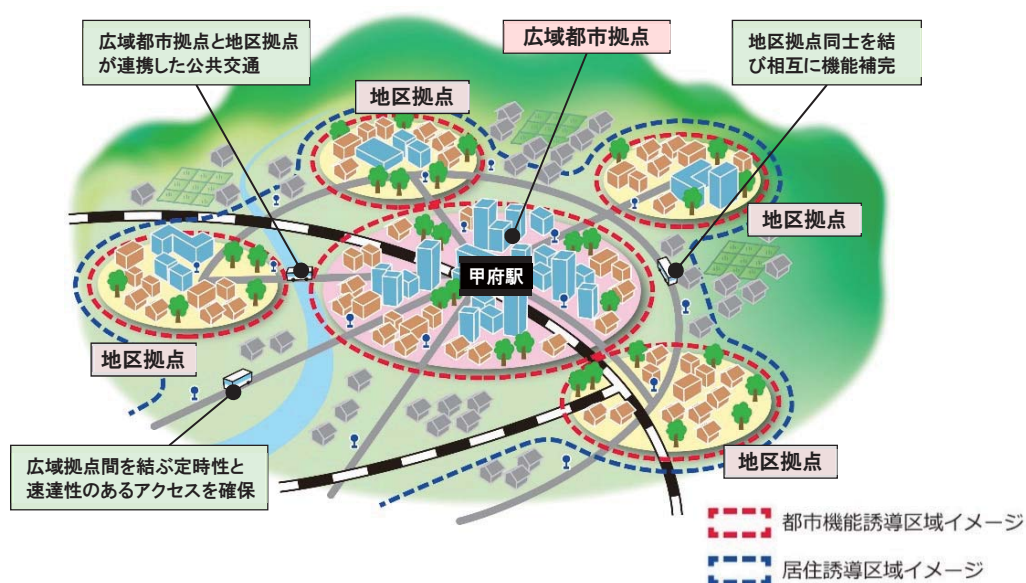 広域都市拠点と地区拠点
が連携した公共交通
広域都市拠点
地区拠点同士を結
び相互に機能補完
地区拠点
地区拠点
甲府駅
地区拠点
広域拠点間を結ぶ定時性と
速達性のあるアクセスを確保
地区拠点
都市機能誘導区域イメージ
居住誘導区域イメージ